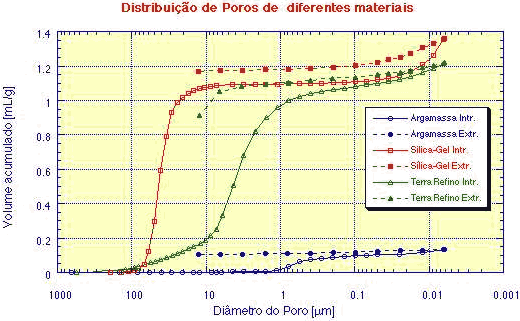 Distribuição de Poros de diferentes materiais
Volume acumulado [mL/g]
1.4
1.2
1
0.8
0.6
0.4
0.2
0
Argamassa Intr.
Argamassa Extr.
Sílica-Gel Intr.
Sílica-Gel Extr.
Terra Refino Intr.
Terra Refino Extr.
1000 100 10 1 0.1 0.01 0.001
Diâmetro do Poro [µm]